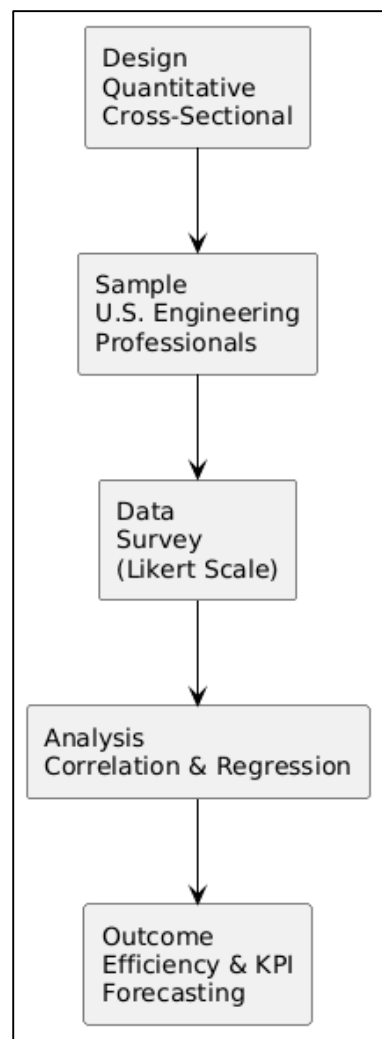 Design
Quantitative
Cross-Sectional
Sample
U.S. Engineering
Professionals
Data
Survey
(Likert Scale)
Analysis
Correlation & Regression
Outcome
Efficiency & KPI
Forecasting